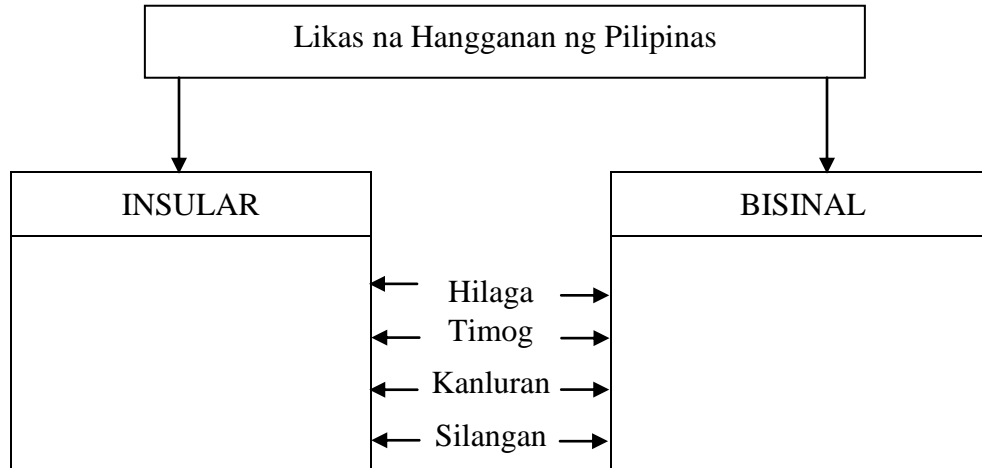 Likas na Hangganan ng Pilipinas
INSULAR
BISINAL
Hilaga
Timog
Kanluran
Silangan